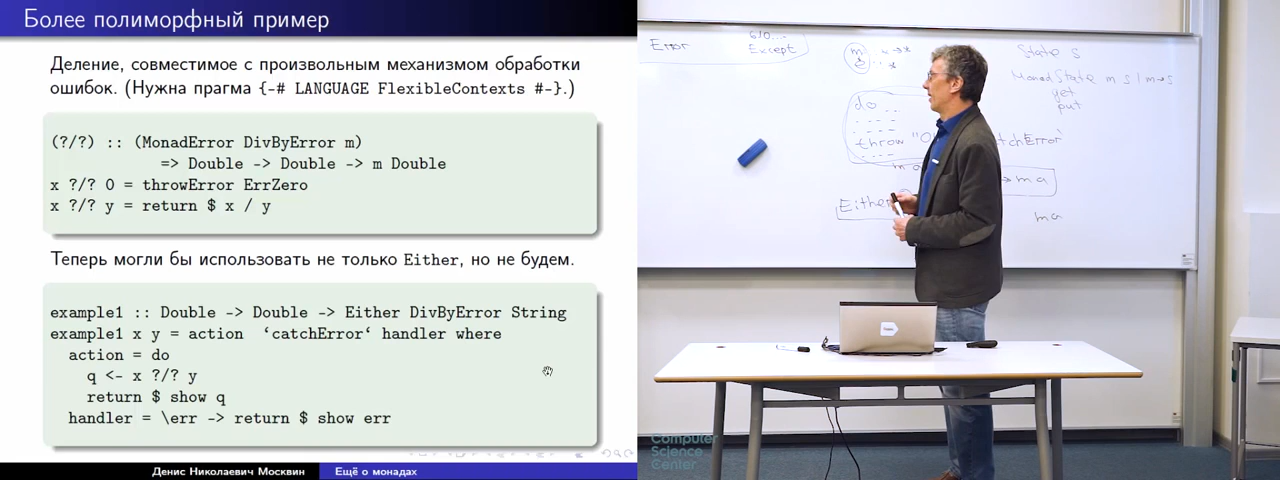 Более полиморфный пример
Деление, совместимое с произвольным механизмом обработки
ошибок. (Нужна прагма {-# LANGUAGE FlexibleContexts #-}.)
(?/?) :: (MonadError DivByError m)
=> Double -> Double -> m Double
x ?/? 0 = throwError ErrZero
x ?/? y = return $ x / y
Теперь могли бы использовать не только Either, но не будем.
example1 :: Double -> Double -> Either DivByError String
example1 x y = action ‘catchError‘ handler where
action = do
q <- x ?/? y
return $ show q
handler = \err -> return $ show err
Денис Николаевич Москвин
Ещё о монадах
Error
Except
m
do
throw "O
m a
Either
State s
MonadState m s | m→s
get
put
tchError`
→ m a
m a
Computer
Science
Center